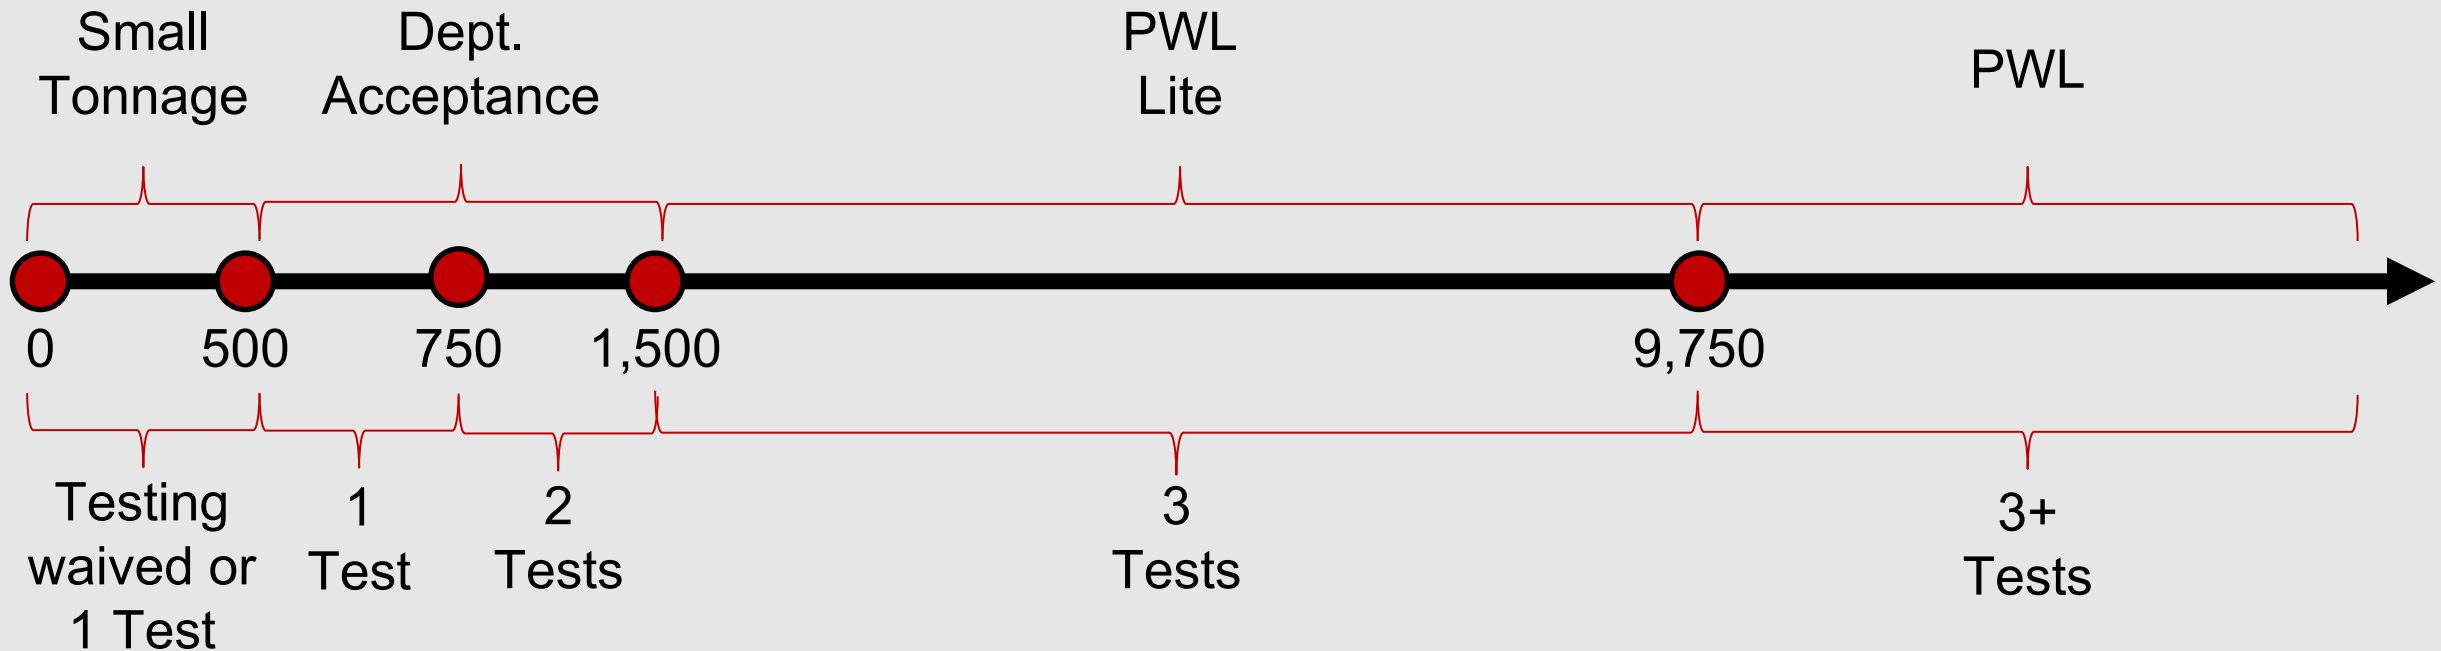 Small
Tonnage
Dept.
Acceptance
PWL
Lite
PWL
0
500
750
1,500
9,750
Testing
waived or
1 Test
1
Test
2
Tests
3
Tests
3+
Tests